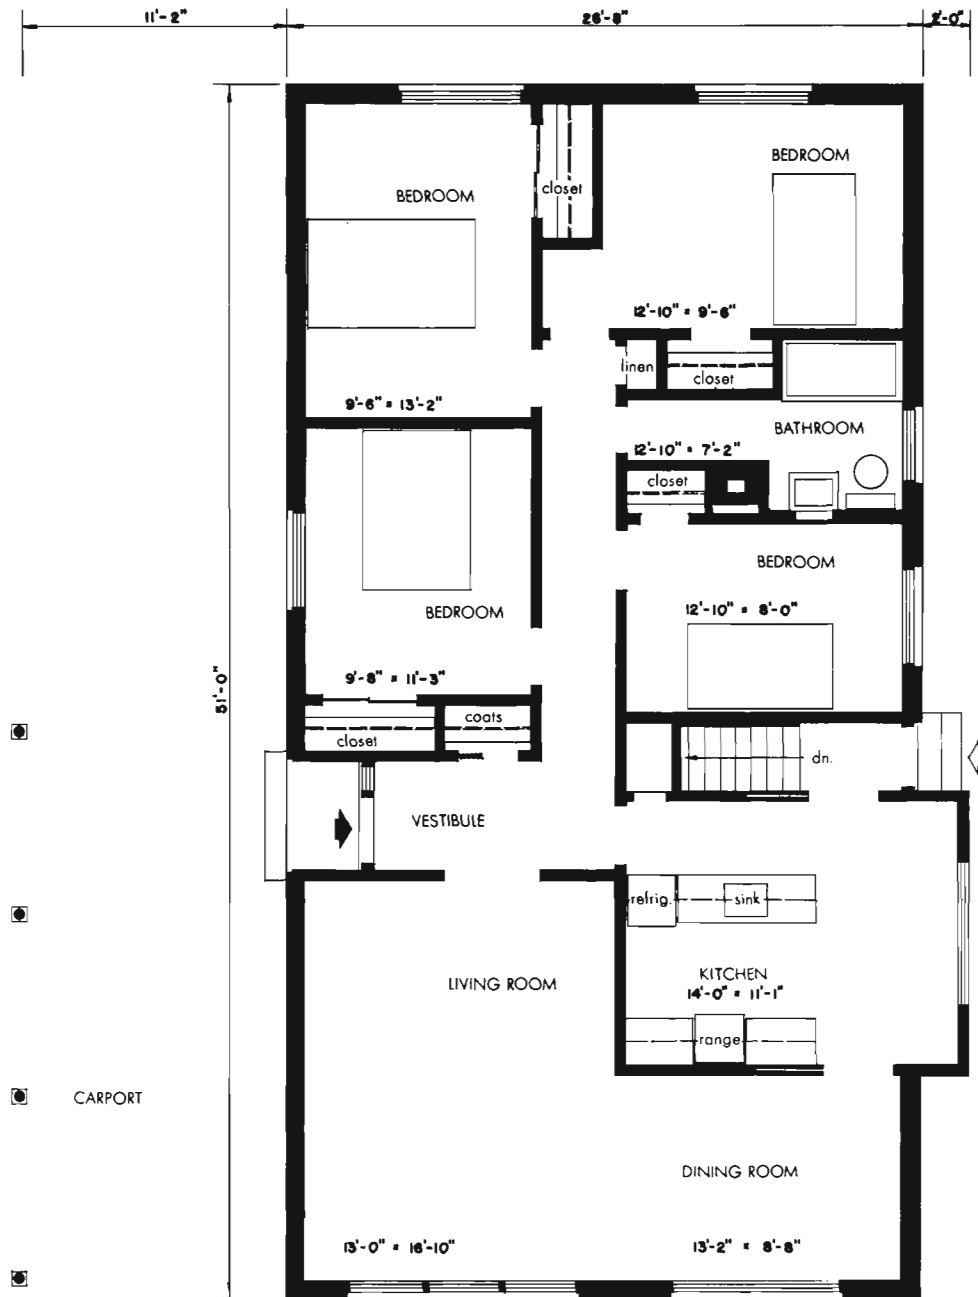 11'-2"
26'-8"
2'-0"
BEDROOM
closet
BEDROOM
12'-10" × 9'-6"
linen
closet
9'-6" × 13'-2"
BATHROOM
12'-10" × 7'-2"
closet
BEDROOM
BEDROOM
12'-10" × 8'-0"
9'-8" × 11'-3"
51'-0"
coats
closet
dn.
VESTIBULE
refrig.
sink
KITCHEN
14'-0" × 11'-1"
LIVING ROOM
range
CARPORT
DINING ROOM
13'-0" × 16'-10"
13'-2" × 8'-8"